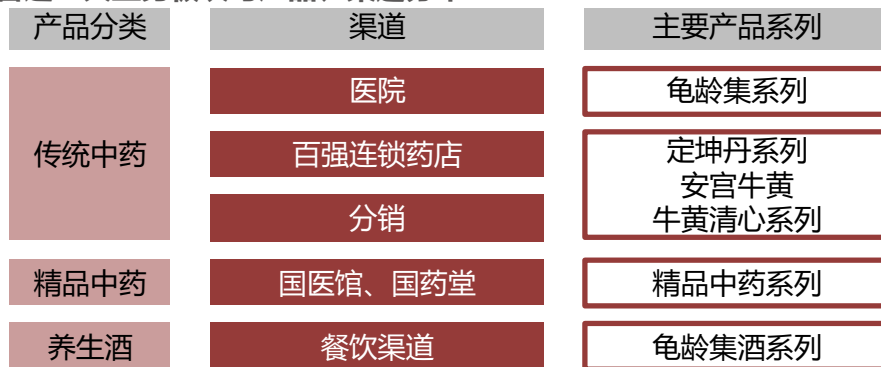 产品分类 渠道 主要产品系列
医院 龟龄集系列
传统中药 百强连锁药店 定坤丹系列
安宫牛黄
分销 牛黄清心系列
精品中药 国医馆、国药堂 精品中药系列
养生酒 餐饮渠道 龟龄集酒系列